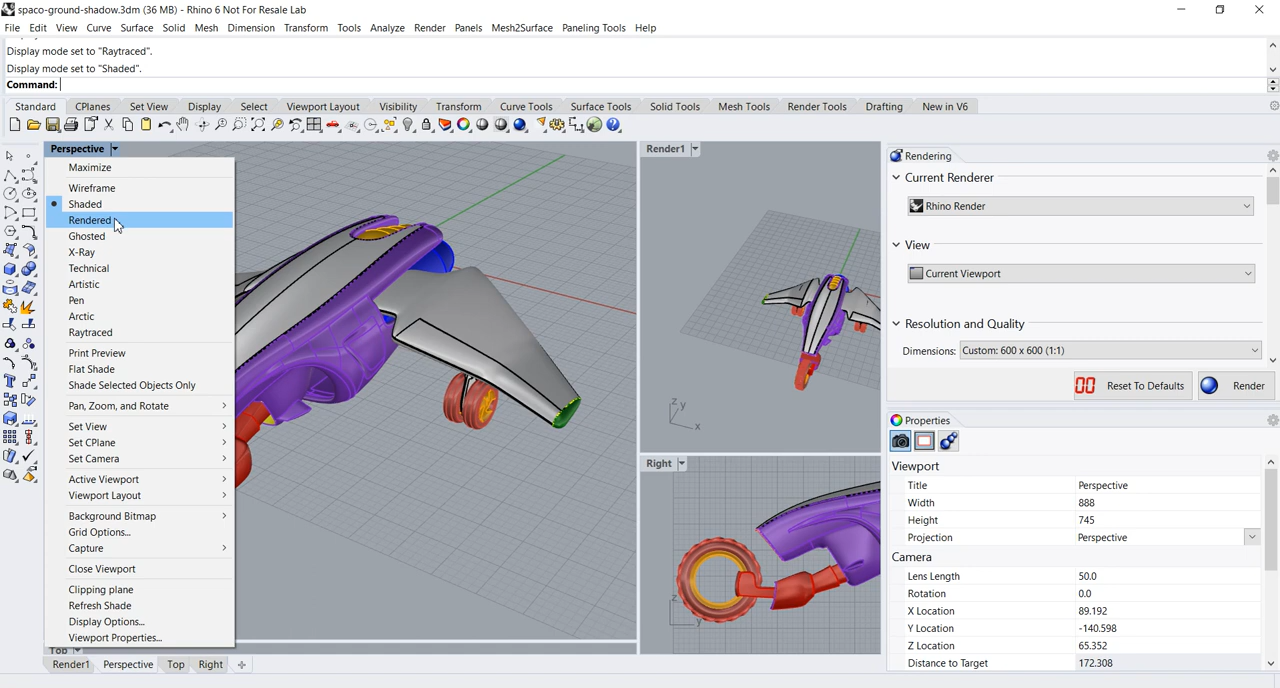 spaco-ground-shadow.3dm (36 MB) - Rhino 6 Not For Resale Lab
File Edit View Curve Surface Solid Mesh Dimension Transform Tools Analyze Render Panels Mesh2Surface Paneling Tools Help
Display mode set to "Raytraced".
Display mode set to "Shaded".
Command:
Standard CPlanes Set View Display Select Viewport Layout Visibility Transform Curve Tools Surface Tools Solid Tools Mesh Tools Render Tools Drafting New in V6
Perspective
Maximize
Wireframe
Shaded
Rendered
Ghosted
X-Ray
Technical
Artistic
Pen
Arctic
Raytraced
Print Preview
Flat Shade
Shade Selected Objects Only
Pan, Zoom, and Rotate
Set View
Set CPlane
Set Camera
Active Viewport
Viewport Layout
Background Bitmap
Grid Options...
Capture
Close Viewport
Clipping plane
Refresh Shade
Display Options...
Viewport Properties...
Top
Render1 Perspective Top Right
Render1
z y
x
Right
z
y
Rendering
Current Renderer
Rhino Render
View
Current Viewport
Resolution and Quality
Dimensions: Custom: 600 x 600 (1:1)
Reset To Defaults Render
Properties
Viewport
Title Perspective
Width 888
Height 745
Projection Perspective
Camera
Lens Length 50.0
Rotation 0.0
X Location 89.192
Y Location -140.598
Z Location 65.352
Distance to Target 172.308